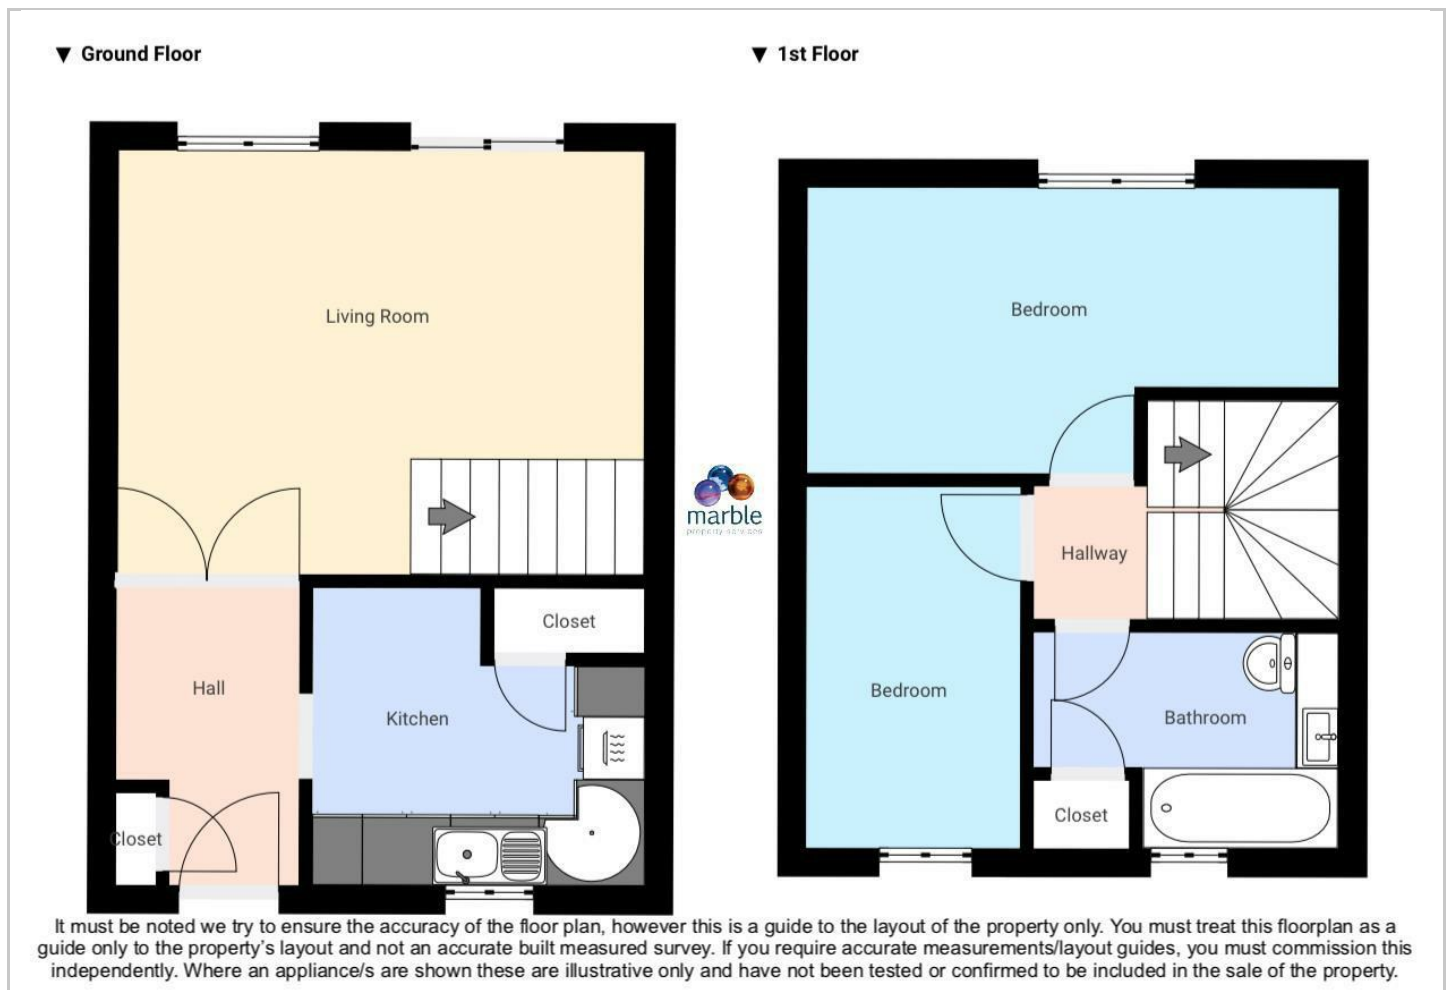 ▼ Ground Floor
▼ 1st Floor
Living Room
Closet
Hall
Kitchen
Closet
marble
property services
Bedroom
Hallway
Bedroom
Bathroom
Closet
It must be noted we try to ensure the accuracy of the floor plan, however this is a guide to the layout of the property only. You must treat this floorplan as a
guide only to the property's layout and not an accurate built measured survey. If you require accurate measurements/layout guides, you must commission this
independently. Where an appliance/s are shown these are illustrative only and have not been tested or confirmed to be included in the sale of the property.